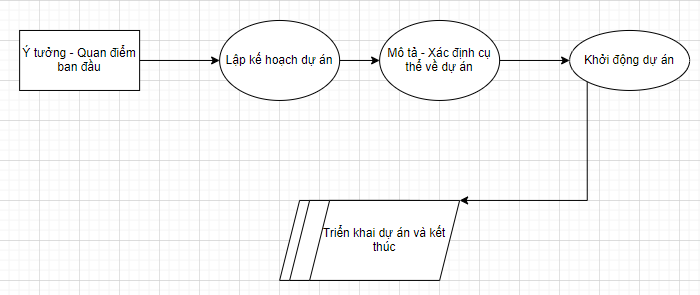 Ý tưởng - Quan điểm
ban đầu
Lập kế hoạch dự án
Mô tả - Xác định cụ
thể về dự án
Khởi động dự án
Triển khai dự án và kết
thúc